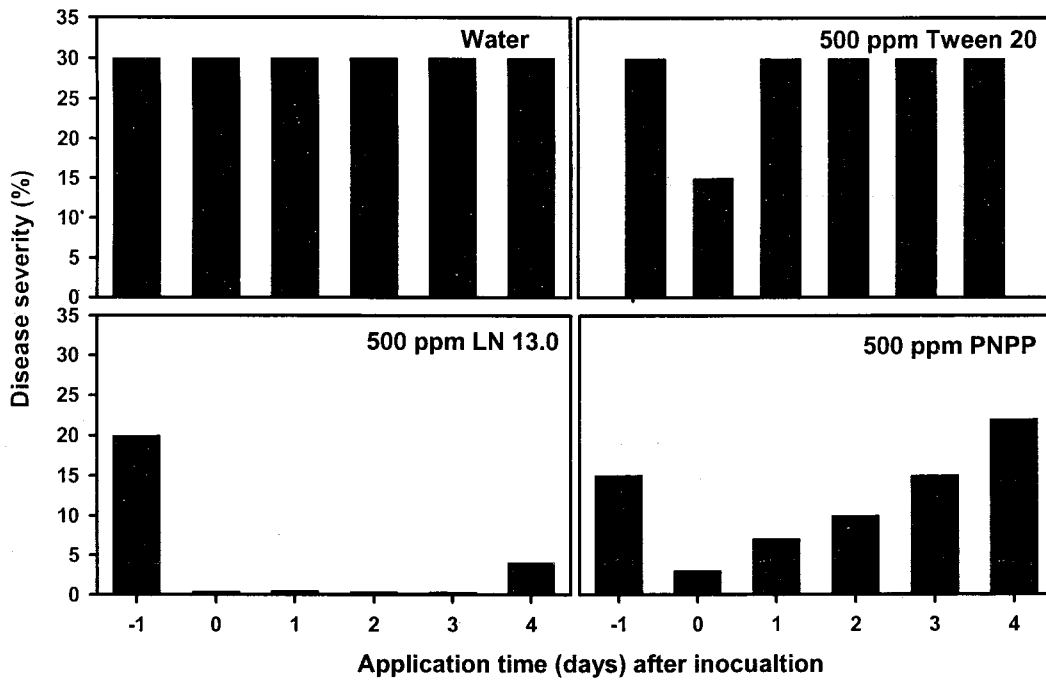 35
30
25
20
15
10
5
0
Water
500 ppm Tween 20
Disease severity (%)
35
30
25
20
15
10
5
0
500 ppm LN 13.0
500 ppm PNPP
-1 0 1 2 3 4
-1 0 1 2 3 4
Application time (days) after inocualtion